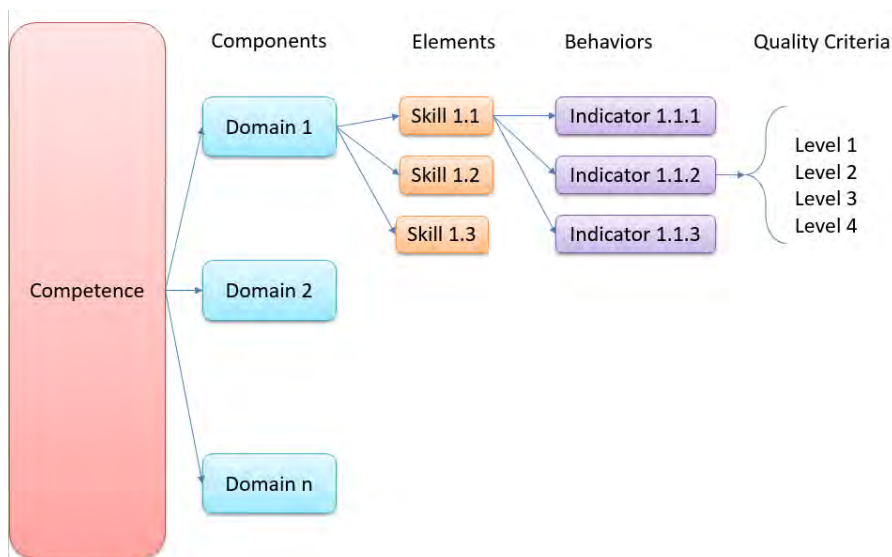 Components
Elements
Behaviors
Quality Criteria
Competence
Domain 1
Domain 2
Domain n
Skill 1.1
Skill 1.2
Skill 1.3
Indicator 1.1.1
Indicator 1.1.2
Indicator 1.1.3
Level 1
Level 2
Level 3
Level 4